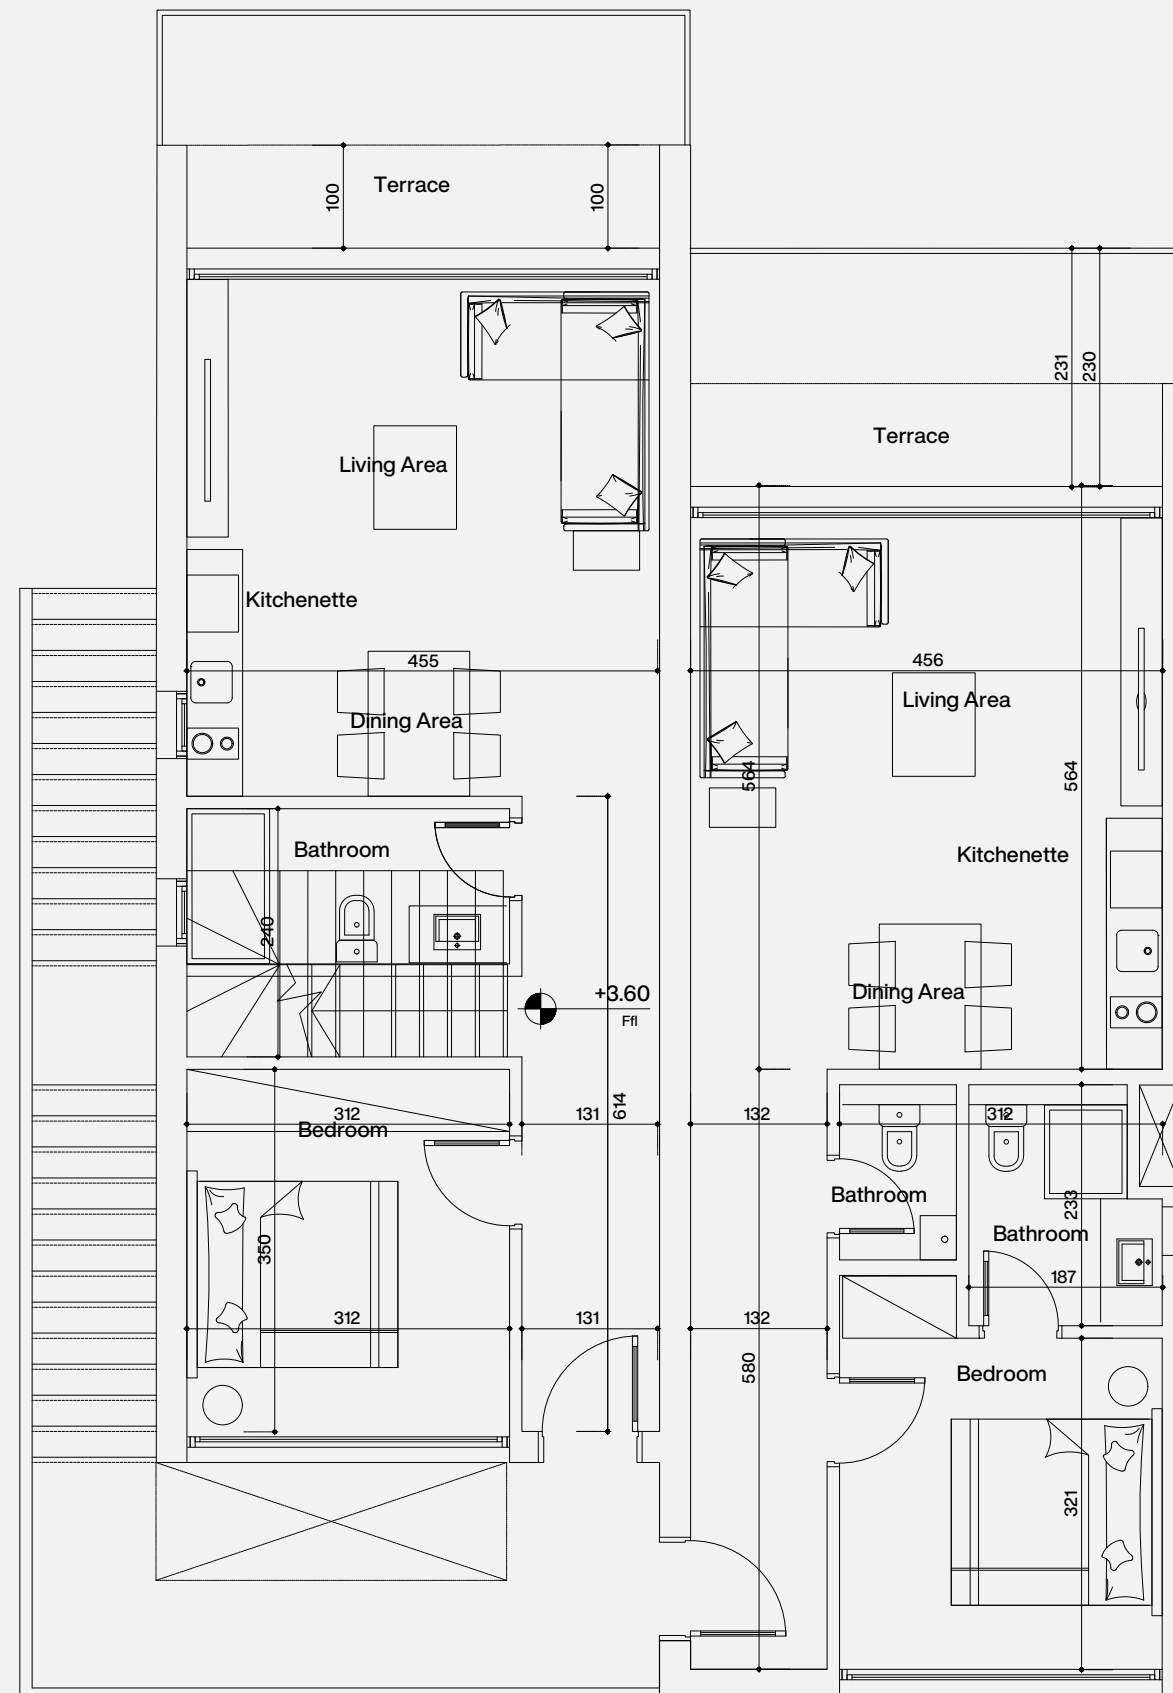 100
Terrace
100
231
230
Terrace
Living Area
Kitchenette
455
456
Living Area
Dining Area
564
564
Bathroom
Kitchenette
240
+3.60
Ffl
Dining Area
312
131
614
132
312
Bedroom
Bathroom
233
Bathroom
350
187
312
131
132
580
Bedroom
321